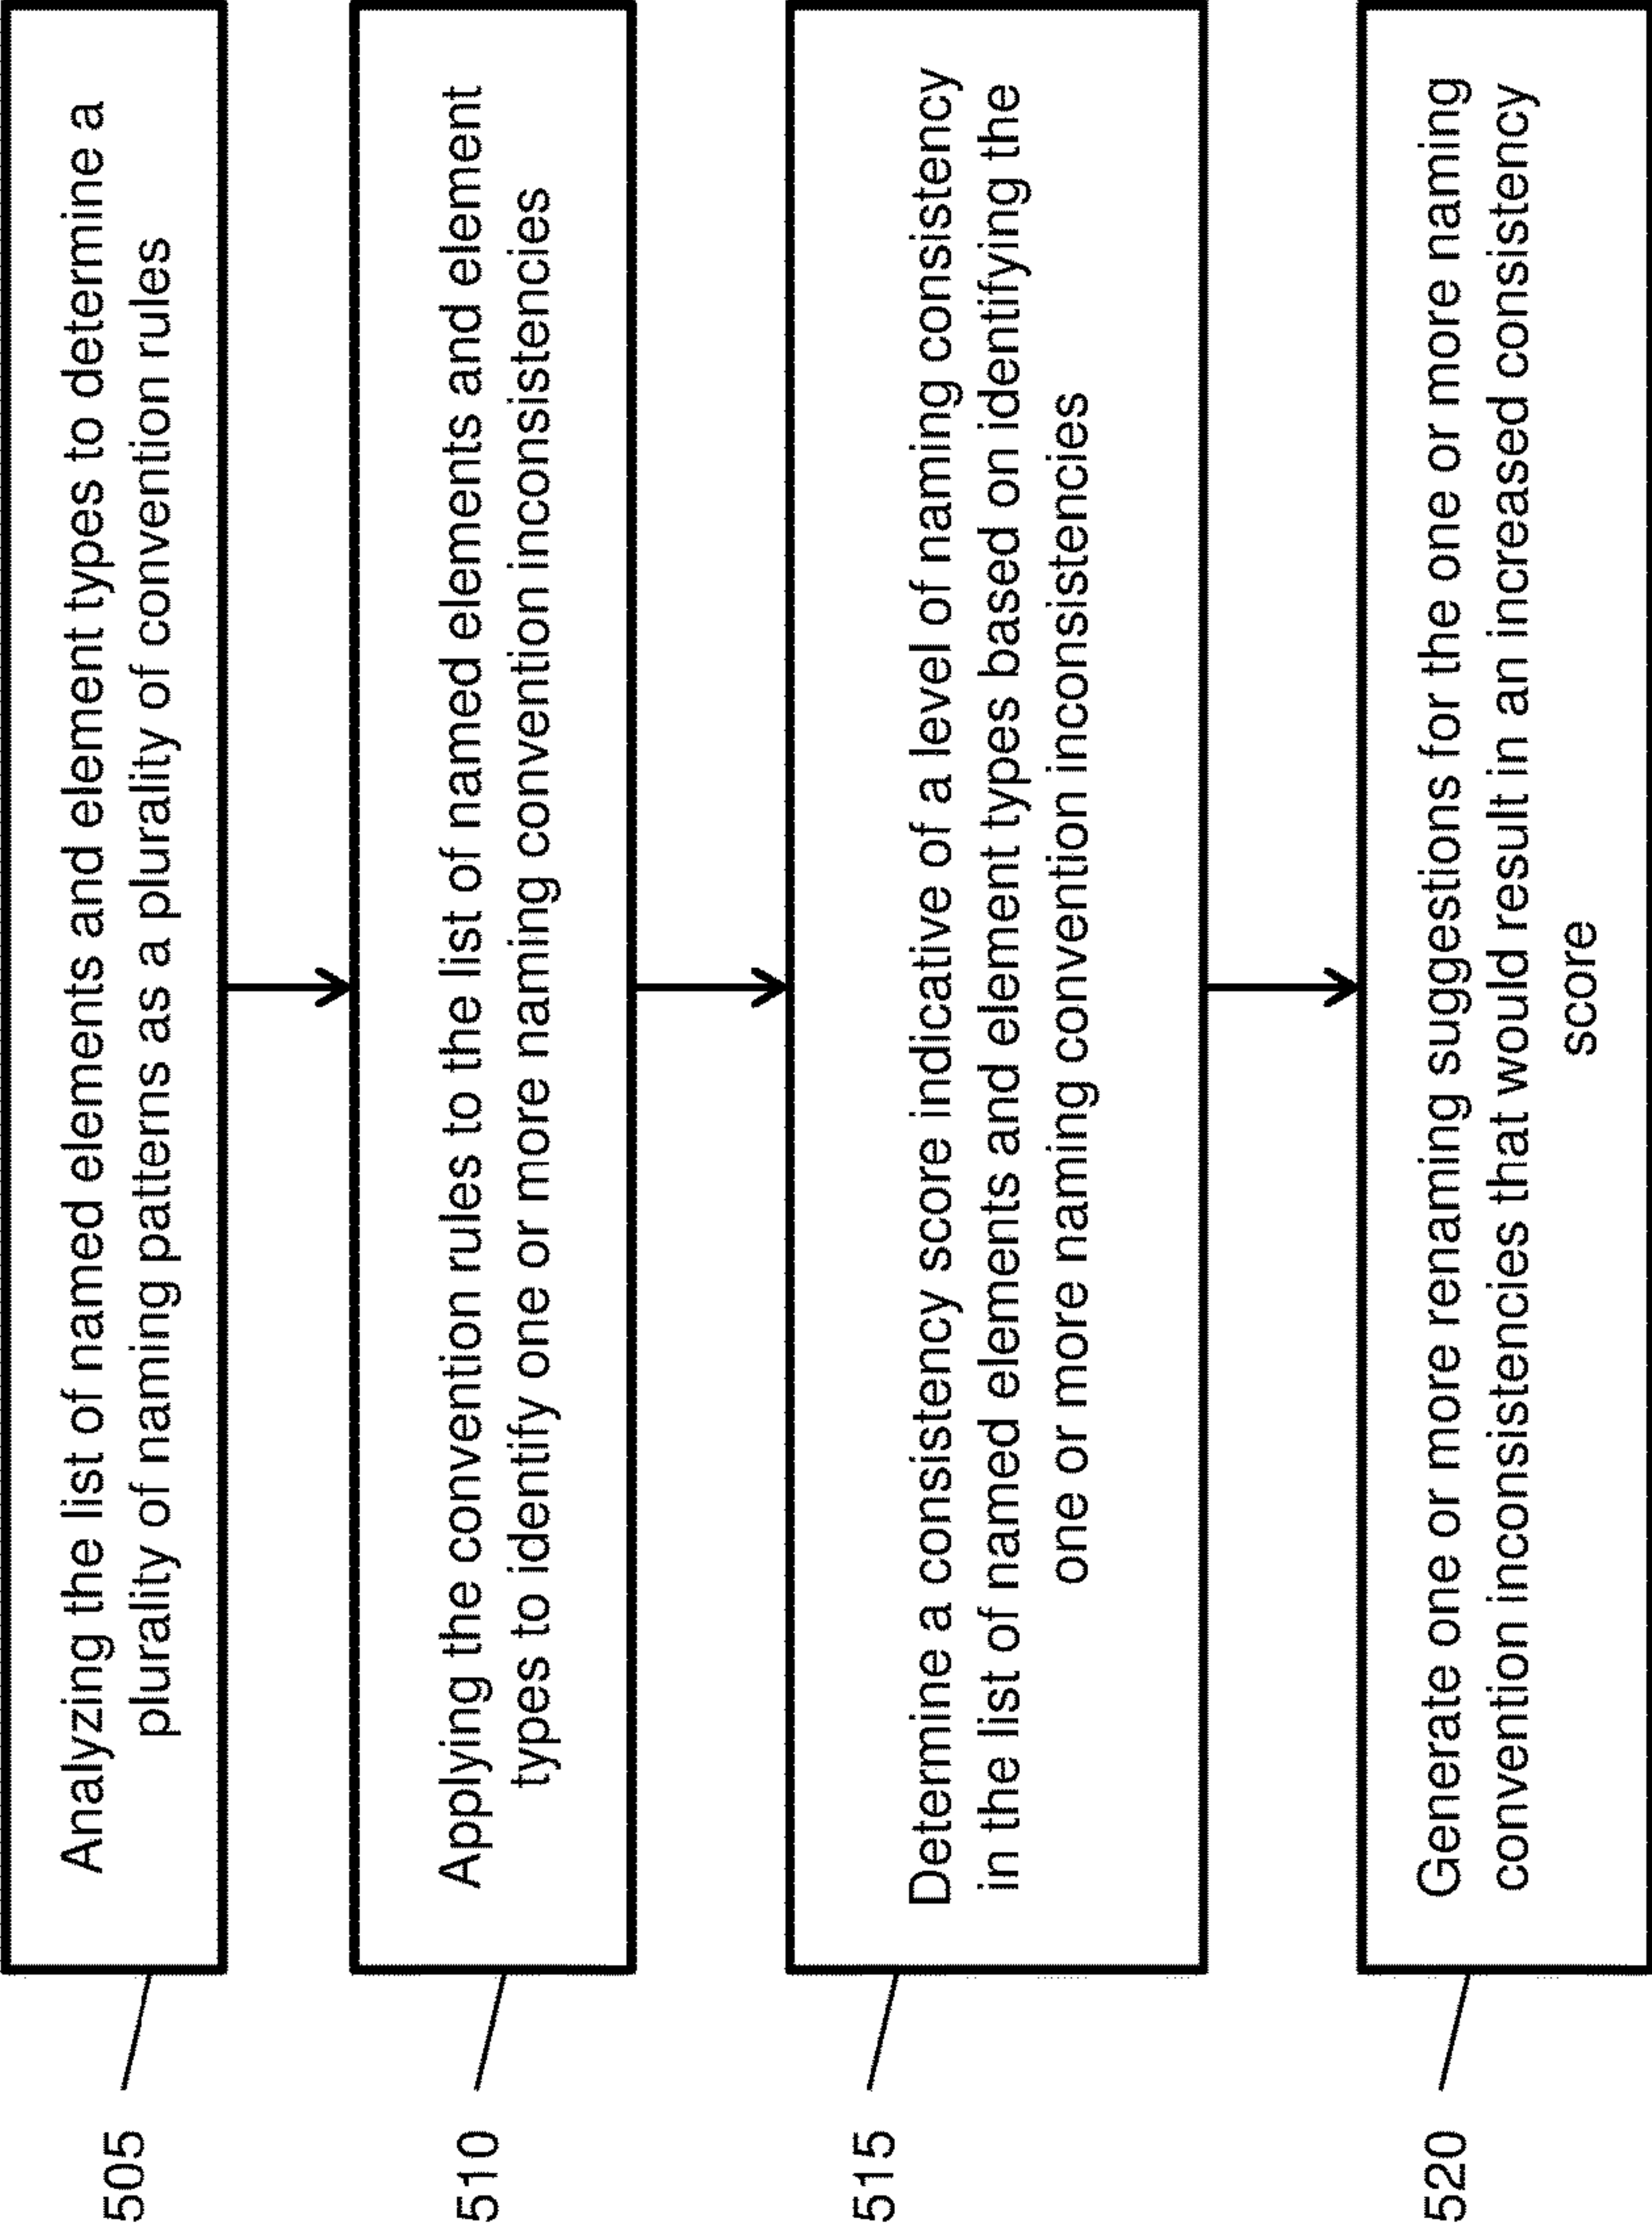 505
Analyzing the list of named elements and element types to determine a
plurality of naming patterns as a plurality of convention rules
510
Applying the convention rules to the list of named elements and element
types to identify one or more naming convention inconsistencies
515
Determine a consistency score indicative of a level of naming consistency
in the list of named elements and element types based on identifying the
one or more naming convention inconsistencies
520
Generate one or more renaming suggestions for the one or more naming
convention inconsistencies that would result in an increased consistency
score